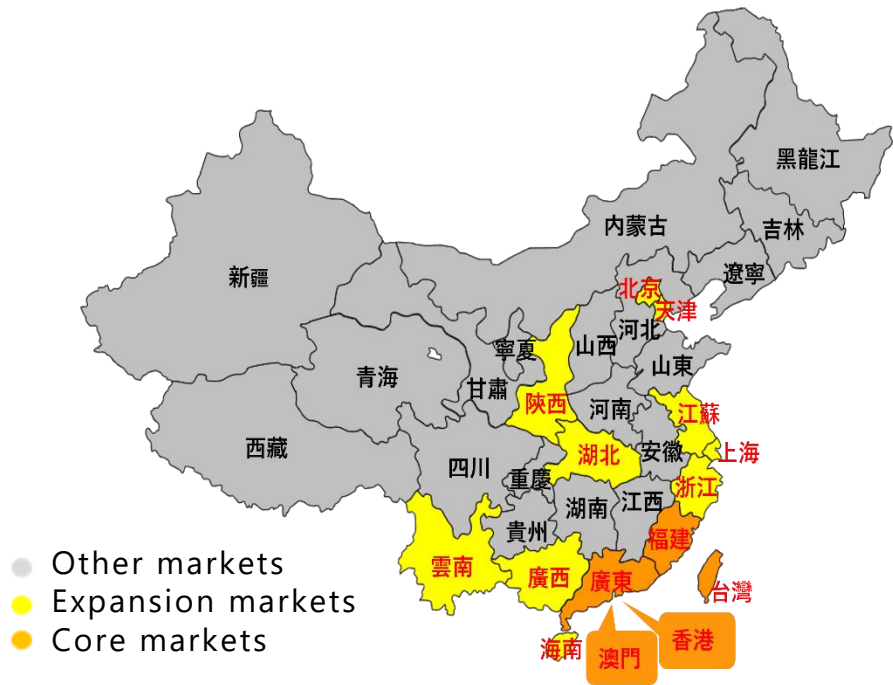 黑龍江
内蒙古
吉林
遼寧
新疆
北京
天津
河北
山西
寧夏
山東
青海
甘肅
陝西
河南
江蘇
西藏
安徽
上海
湖北
四川
重慶
浙江
江西
湖南
貴州
福建
雲南
廣西
廣東
台灣
香港
海南
澳門
Other markets
Expansion markets
Core markets